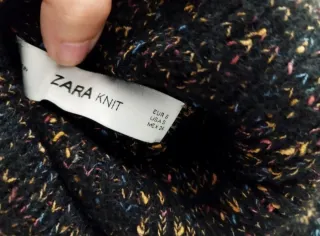 ZARA KNIT
EUR S
USA S
MEX 26